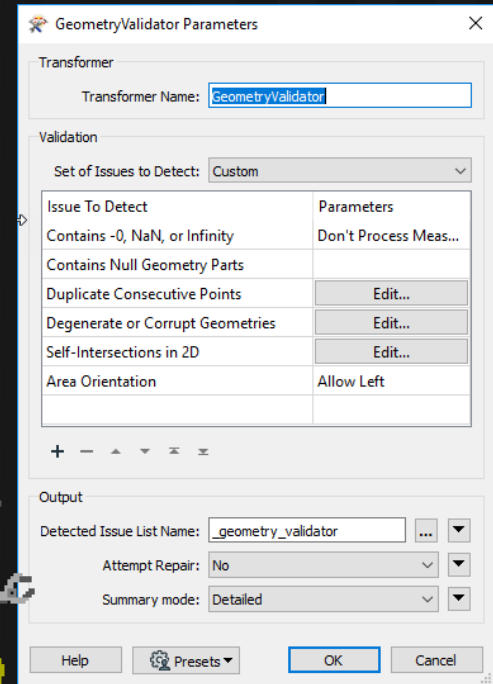 GeometryValidator Parameters
Transformer
Transformer Name: GeometryValidator
Validation
Set of Issues to Detect: Custom
Issue To Detect Parameters
Contains -0, NaN, or Infinity Don't Process Meas...
Contains Null Geometry Parts
Duplicate Consecutive Points Edit...
Degenerate or Corrupt Geometries Edit...
Self-Intersections in 2D Edit...
Area Orientation Allow Left
Output
Detected Issue List Name: _geometry_validator ...
Attempt Repair: No
Summary mode: Detailed
Help Presets OK Cancel